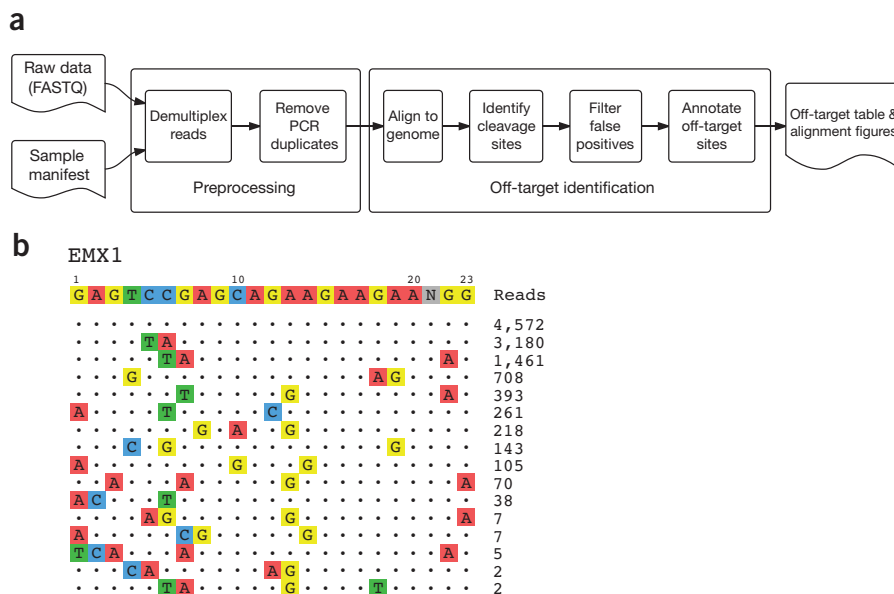 a
Raw data
(FASTQ)
Sample
manifest
Demultiplex
reads
Remove
PCR
duplicates
Preprocessing
Align to
genome
Identify
cleavage
sites
Filter
false
positives
Annotate
off-target
sites
Off-target identification
Off-target table &
alignment figures
b
EMX1
1 10 20 23
G A G T C C G A G C A G A A G A A G A A N G G Reads
· · · · · · · · · · · · · · · · · · · · · · · 4,572
· · · · T A · · · · · · · · · · · · · · · · · 3,180
· · · · · T A · · · · · · · · · · · · · · A · 1,461
· · · G · · · · · · · · · · · · · A G · · · · 708
· · · · · · T · · · · · G · · · · · · · · A · 393
A · · · · T · · · · · C · · · · · · · · · · · 261
· · · · · · · G · A · · G · · · · · · · · · · 218
· · · C · G · · · · · · · · · · · · G · · · · 143
A · · · · · · · · G · · · G · · · · · · · · · 105
· · A · · · A · · · · · G · · · · · · · · · A 70
A C · · · T · · · · · · · · · · · · · · · · · 38
· · · · A G · · · · · · G · · · · · · · · · A 7
A · · · · · C G · · · · · G · · · · · · · · · 7
T C A · · · A · · · · · · · · · · · · · · A · 5
· · · C A · · · · · · A G · · · · · · · · · · 2
· · · · · T A · · · · · G · · · · T · · · · · 2